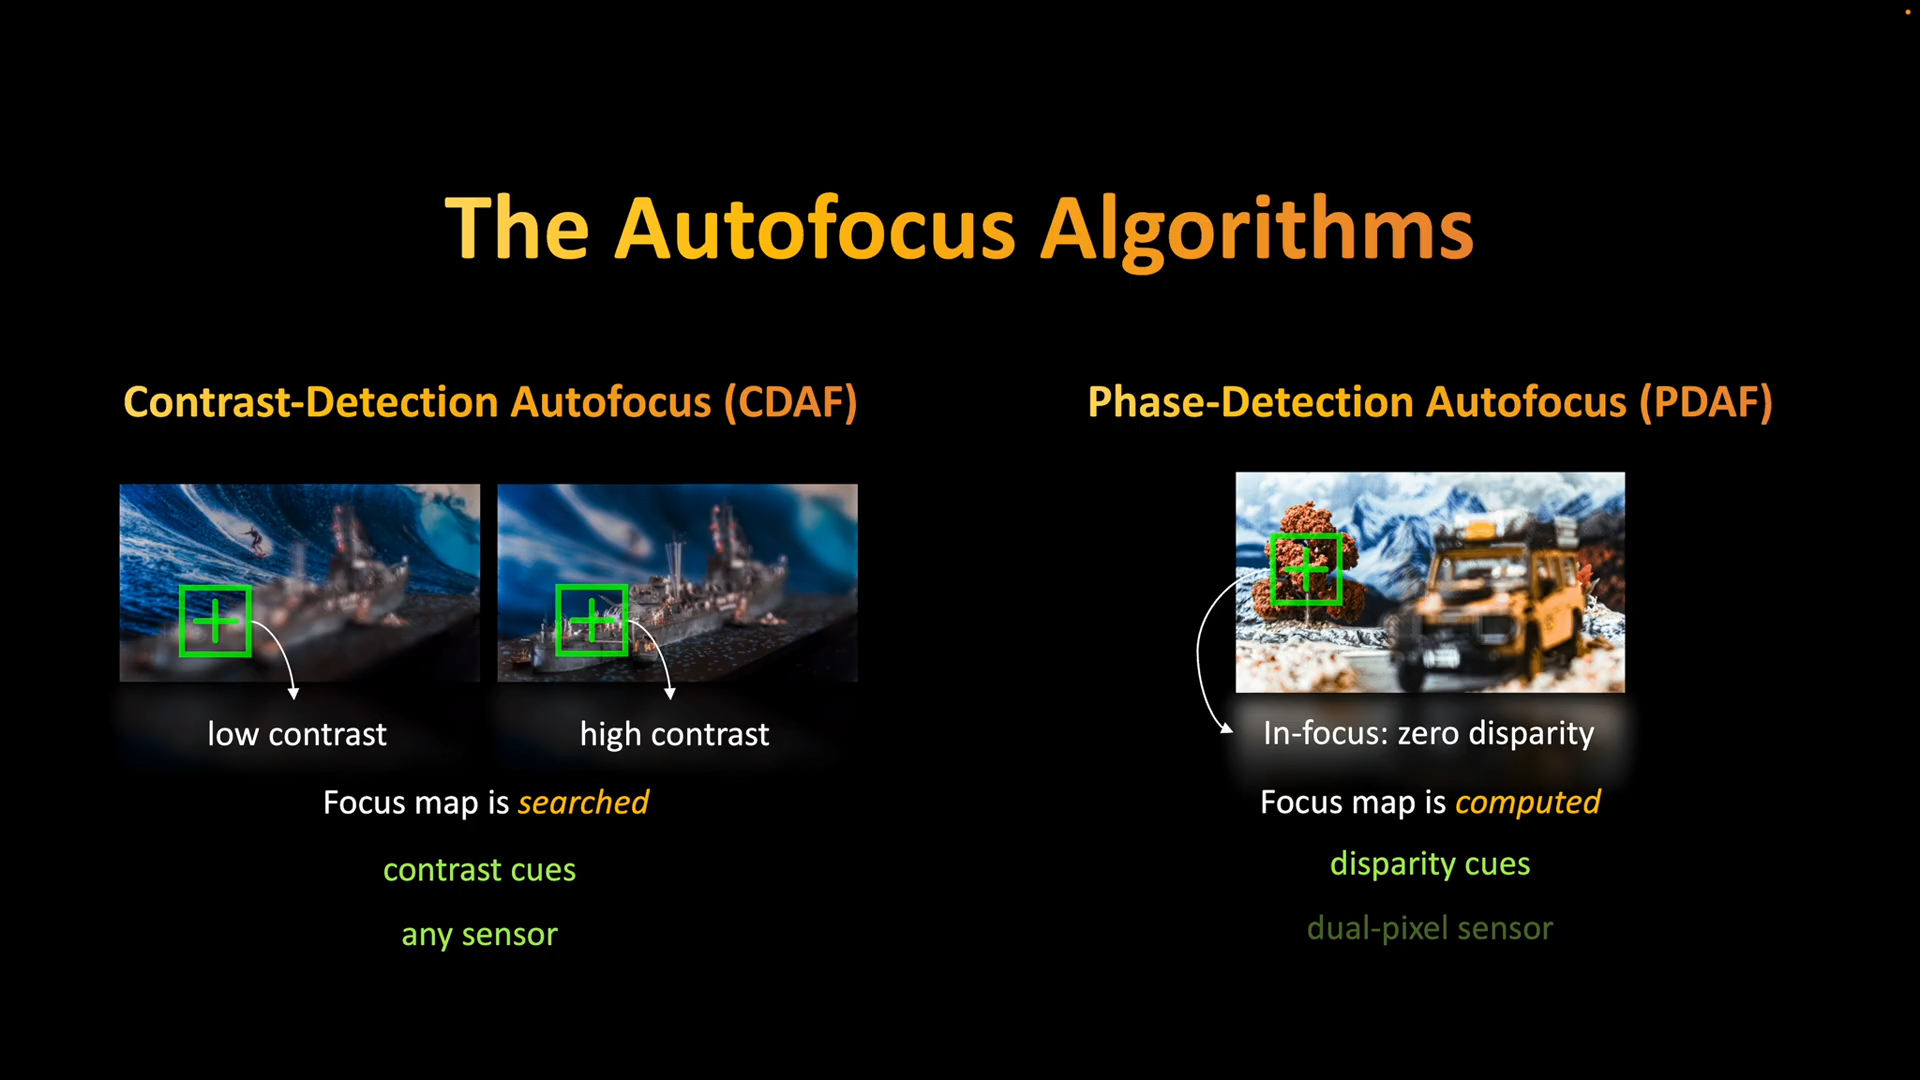 The Autofocus Algorithms
Contrast-Detection Autofocus (CDAF)
low contrast
high contrast
Focus map is searched
contrast cues
any sensor
Phase-Detection Autofocus (PDAF)
In-focus: zero disparity
Focus map is computed
disparity cues
dual-pixel sensor